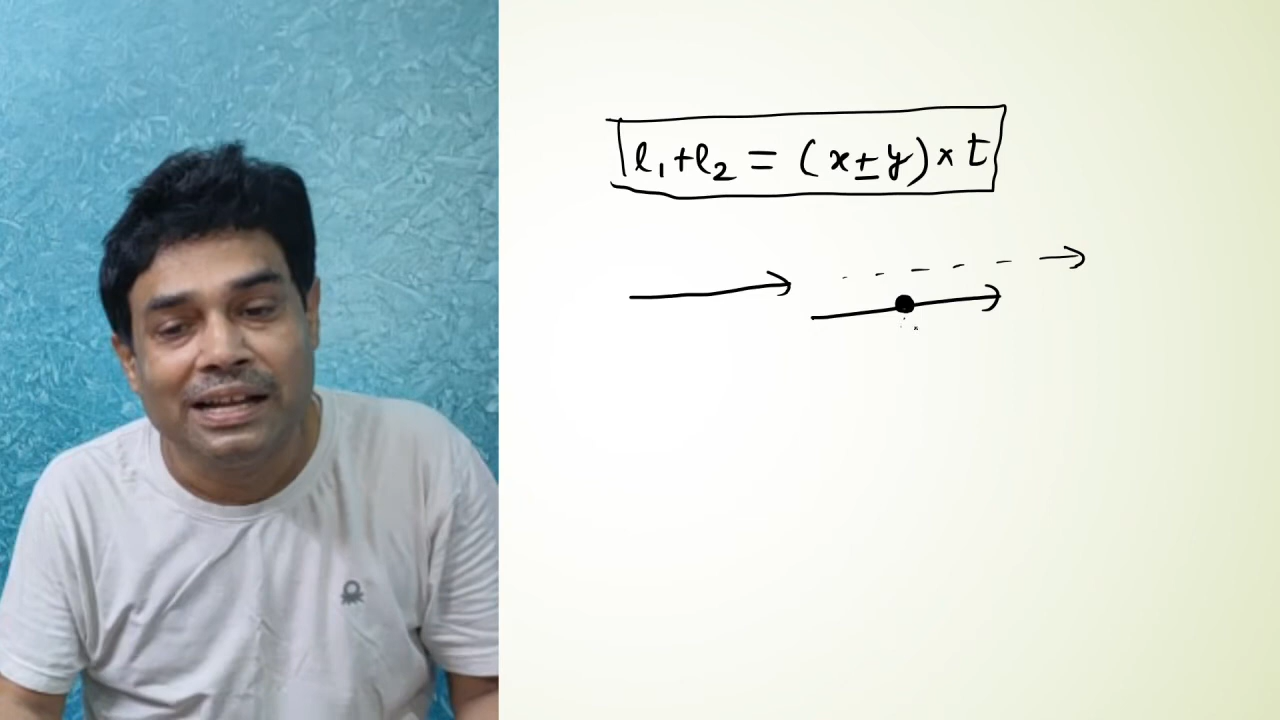 l₁+l₂ = (x±y)×t